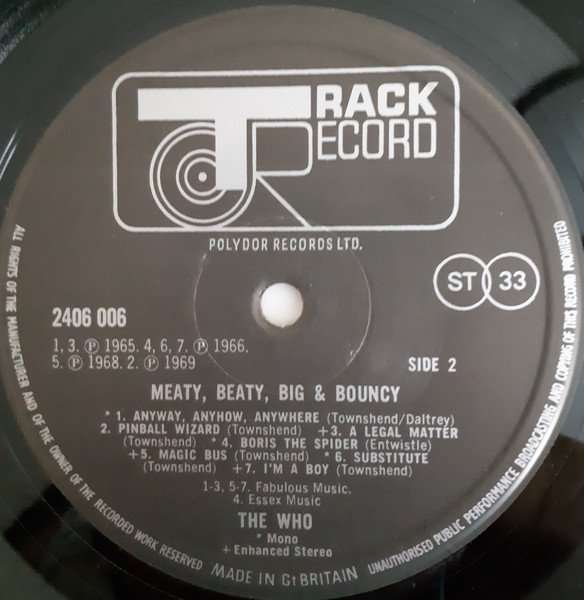 TRACK
RECORD
POLYDOR RECORDS LTD.
ST 33
2406 006
1, 3. ℗ 1965. 4, 6, 7. ℗ 1966.
5. ℗ 1968. 2. ℗ 1969
SIDE 2
MEATY, BEATY, BIG & BOUNCY
* 1. ANYWAY, ANYHOW, ANYWHERE (Townshend/Daltrey)
2. PINBALL WIZARD (Townshend) +3. A LEGAL MATTER
(Townshend) * 4. BORIS THE SPIDER (Entwistle)
+5. MAGIC BUS (Townshend) * 6. SUBSTITUTE
(Townshend) +7. I'M A BOY (Townshend)
1-3, 5-7. Fabulous Music.
4. Essex Music
THE WHO
* Mono
+ Enhanced Stereo
ALL RIGHTS OF THE MANUFACTURER AND OF THE OWNER OF THE RECORDED WORK RESERVED
MADE IN Gt BRITAIN
UNAUTHORISED PUBLIC PERFORMANCE BROADCASTING AND COPYING OF THIS RECORD PROHIBITED